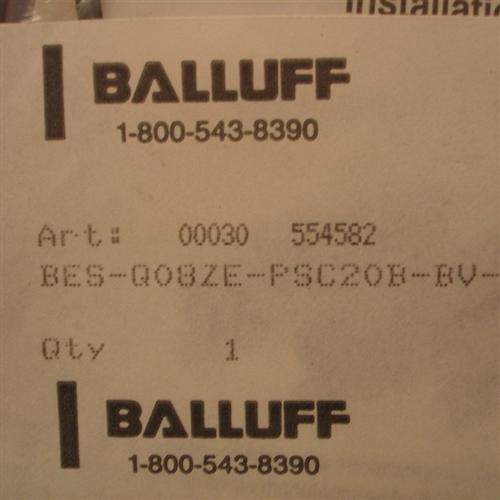 Installatio
BALLUFF
1-800-543-8390
Art: 00030 554582
BES-Q08ZE-PSC20B-BV-
Qty 1
BALLUFF
1-800-543-8390